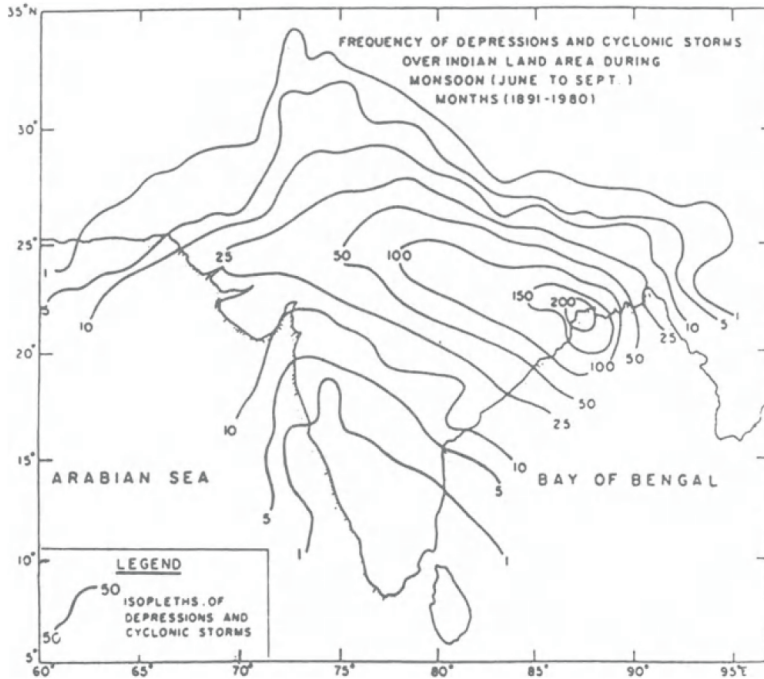 35°N
FREQUENCY OF DEPRESSIONS AND CYCLONIC STORMS
OVER INDIAN LAND AREA DURING
MONSOON (JUNE TO SEPT.)
MONTHS (1891-1980)
30°
25°
20°
15°
10°
5°
1
5
10
25
50
100
150
200
100
50
25
10
5
1
50
25
10
5
10
5
1
1
ARABIAN SEA
BAY OF BENGAL
LEGEND
50
50
ISOPLETHS. OF
DEPRESSIONS AND
CYCLONIC STORMS
60° 65° 70° 75° 80° 85° 90° 95°